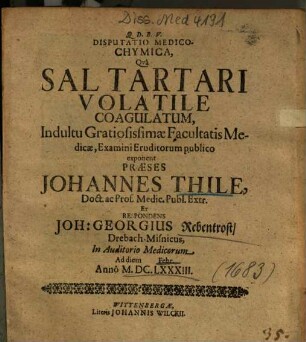 Diss. Med 4191
Q. D. B. V.
DISPUTATIO MEDICO-
CHYMICA,
Quâ
SAL TARTARI
VOLATILE
COAGULATUM,
Indultu Gratiosissimæ Facultatis Me-
dicæ, Examini Eruditorum publico
exponent
PRÆSES
JOHANNES THILE,
Doct. ac Prof. Medic. Publ. Extr.
Et
RESPONDENS
JOH: GEORGIUS Rebentrost/
Drebach-Misnicus,
In Auditorio Medicorum
Ad diem Febr.
Annô M. DC. LXXXIII.
(1683)
WITTENBERGÆ,
Literis JOHANNIS WILCKII.
35.